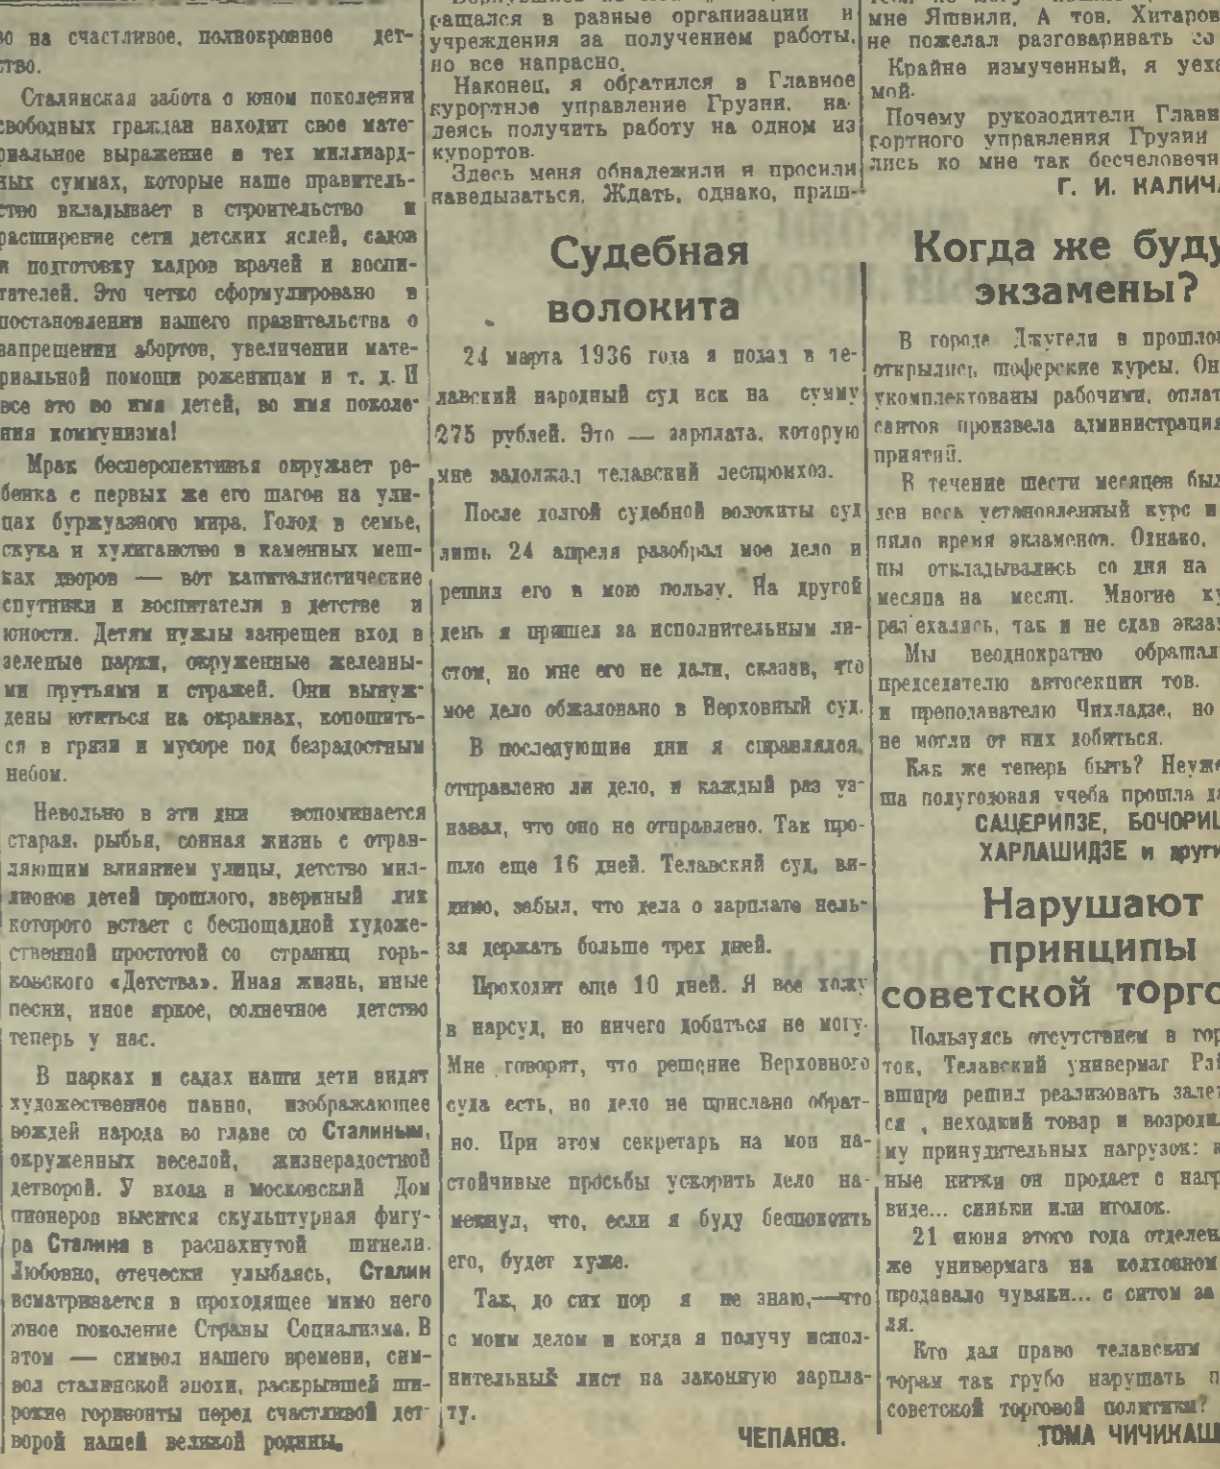 во на счастливое, полнокровное дет-
ство.
Сталинская забота о юном поколении
свободных граждан находит свое мате-
риальное выражение в тех миллиард-
ных суммах, которые наше правитель-
ство вкладывает в строительство и
расширение сети детских яслей, садов
и подготовку кадров врачей и воспи-
тателей. Это четко сформулировано в
постановлении нашего правительства о
запрещении абортов, увеличении мате-
риальной помощи роженицам и т. д. И
все это во имя детей, во имя поколе-
ния коммунизма!
Мрак бесперспективья окружает ре-
бенка с первых же его шагов на ули-
цах буржуазного мира. Голод в семье,
скука и хулиганство в каменных меш-
ках дворов — вот капиталистические
спутники и воспитатели в детстве и
юности. Детям нужды запрещен вход в
зеленые парки, окруженные железны-
ми прутьями и стражей. Они вынуж-
дены ютиться на окраинах, копошить-
ся в грязи и мусоре под безрадостным
небом.
Невольно в эти дни вспоминается
старая, рыбья, сонная жизнь с отрав-
ляющим влиянием улицы, детство мил-
лионов детей прошлого, звериный лик
которого встает с беспощадной художе-
ственной простотой со страниц горь-
ковского «Детства». Иная жизнь, иные
песни, иное яркое, солнечное детство
теперь у нас.
В парках и садах наши дети видят
художественное панно, изображающее
вождей народа во главе со Сталиным,
окруженных веселой, жизнерадостной
детворой. У входа в московский Дом
пионеров высится скульптурная фигу-
ра Сталина в распахнутой шинели.
Любовно, отечески улыбаясь, Сталин
всматривается в проходящее мимо него
юное поколение Страны Социализма. В
этом — символ нашего времени, сим-
вол сталинской эпохи, раскрывшей ши-
рокие горизонты перед счастливой дет-
ворой нашей великой родины.
ращался в разные организации и
учреждения за получением работы,
но все напрасно.
Наконец, я обратился в Главное
курортное управление Грузии, на-
деясь получить работу на одном из
курортов.
Здесь меня обнадежили и просили
наведываться. Ждать, однако, приш-
Судебная
волокита
24 марта 1936 года я подал в те-
лавский народный суд иск на сумму
275 рублей. Это — зарплата, которую
мне задолжал телавский леспромхоз.
После долгой судебной волокиты суд
лишь 24 апреля разобрал мое дело и
решил его в мою пользу. На другой
день я пришел за исполнительным ли-
стом, но мне его не дали, сказав, что
мое дело обжаловано в Верховный суд.
В последующие дни я справлялся,
отправлено ли дело, и каждый раз уз-
навал, что оно не отправлено. Так про-
шло еще 16 дней. Телавский суд, ви-
димо, забыл, что дела о зарплате нель-
зя держать больше трех дней.
Проходит еще 10 дней. Я все хожу
в нарсуд, но ничего добиться не могу.
Мне говорят, что решение Верховного
суда есть, но дело не прислано обрат-
но. При этом секретарь на мои на-
стойчивые просьбы ускорить дело на-
мекнул, что, если я буду беспокоить
его, будет хуже.
Так, до сих пор я не знаю,—что
с моим делом и когда я получу испол-
нительный лист на законную зарпла-
ту.
ЧЕПАНОВ.
мне Яшвили. А тов. Хитаров
не пожелал разговаривать со
Крайне измученный, я уеха
мой.
Почему руководители Главн
гортного управления Грузии
лись ко мне так бесчеловечн
Г. И. КАЛИЧА
Когда же буду
экзамены?
В городе Джугели в прошло
открылись шоферские курсы. Он
укомплектованы рабочими, оплат
сантов произвела администрация
приятий.
В течение шести месяцев был
ден весь установленный курс и
пило время экзаменов. Однако,
ны откладывались со дня на
месяца на месяц. Многие ку
раз'ехались, так и не сдав экза
Мы неоднократно обращал
председателю автосекции тов.
и преподавателю Чихладзе, но
не могли от них добиться.
Как же теперь быть? Неуже
ша полугодовая учеба прошла да
САЦЕРИДЗЕ, БОЧОРИШ
ХАРЛАШИДЗЕ и други
Нарушают
принципы
советской торго
Пользуясь отсутствием в гор
ток, Телавский универмаг
решил реализовать зале
ся , неходкий товар и возроди
му принудительных нагрузок: к
ные нитки он продает с нагр
виде... синьки или иголок.
21 июня этого года отделен
же универмага на колхозном
продавало чувяки... с ситом за
ля.
Кто дал право телавским
торам так грубо нарушать п
советской торговой политики?
ТОМА ЧИЧИКАШ